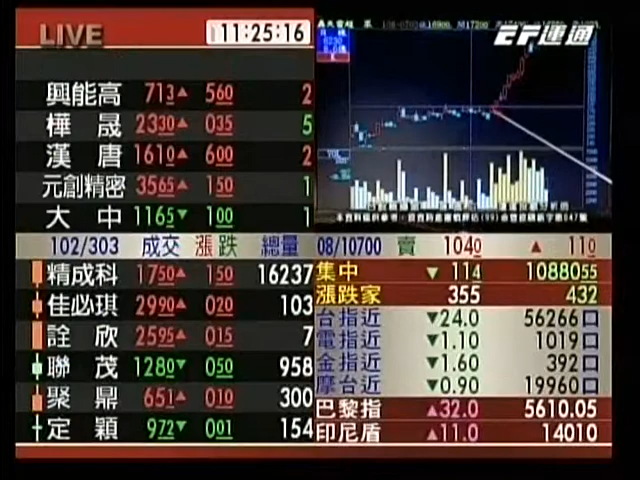 LIVE 11:25:16
EF連通
興能高 713▲ 560 2
樺晟 2330▲ 035 5
漢唐 1610▲ 600 2
元創精密 3565▲ 150 1
大中 1165▼ 100 1
102/303 成交 漲跌 總量
精成科 1750▲ 150 16237
佳必琪 2990▲ 020 103
詮欣 2595▲ 015 7
聯茂 1280▼ 050 958
聚鼎 651▲ 010 300
定穎 972▼ 001 154
08/10700 賣 1040 ▲ 110
集中 ▼ 114 1088055
漲跌家 355 432
台指近 ▼24.0 56266口
電指近 ▼1.10 1019口
金指近 ▼1.60 392口
摩台近 ▼0.90 19960口
巴黎指 ▲32.0 5610.05
印尼盾 ▲11.0 14010